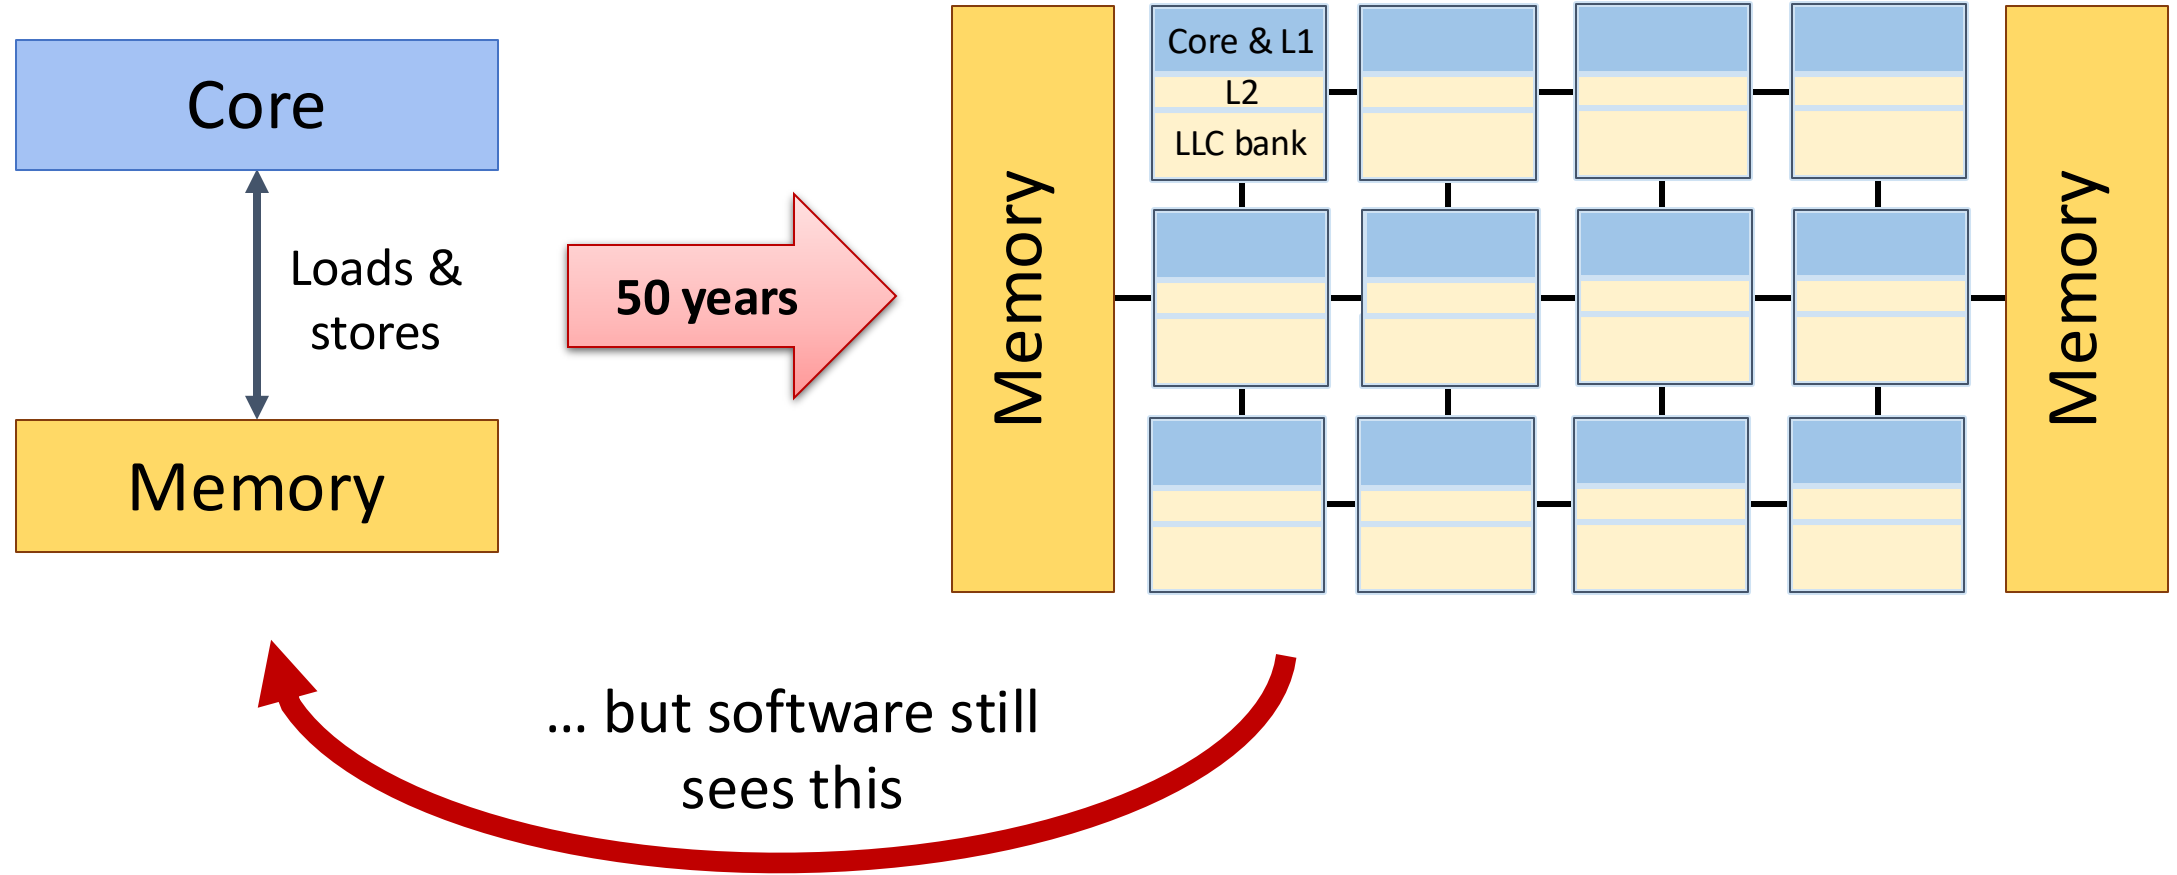 Core
Loads &
stores
Memory
50 years
Memory
Core & L1
L2
LLC bank
Memory
... but software still
sees this